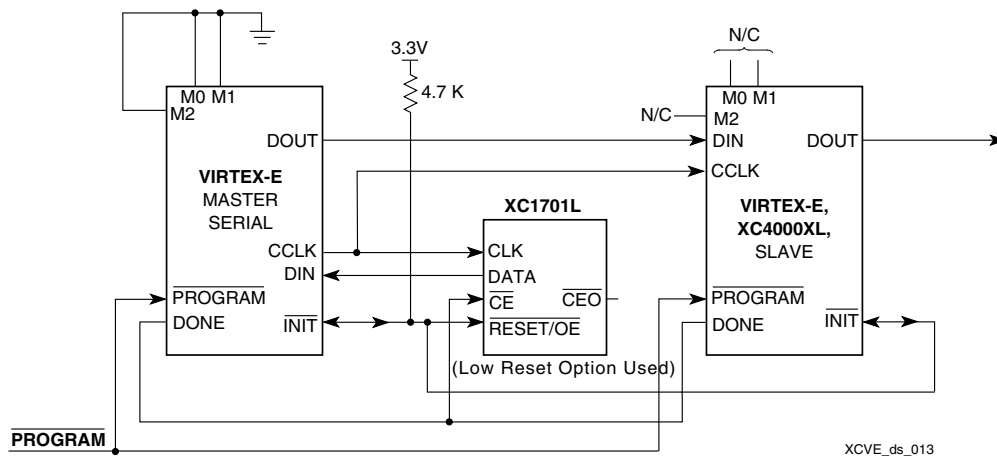 N/C
3.3V
M0 M1
4.7 K
M0 M1
M2
N/C
M2
DOUT
DIN
DOUT
VIRTEX-E
MASTER
SERIAL
CCLK
XC1701L
VIRTEX-E,
XC4000XL,
SLAVE
CCLK
CLK
DIN
DATA
PROGRAM
CE
CEO
PROGRAM
DONE
INIT
RESET/OE
DONE
INIT
(Low Reset Option Used)
PROGRAM
XCVE_ds_013